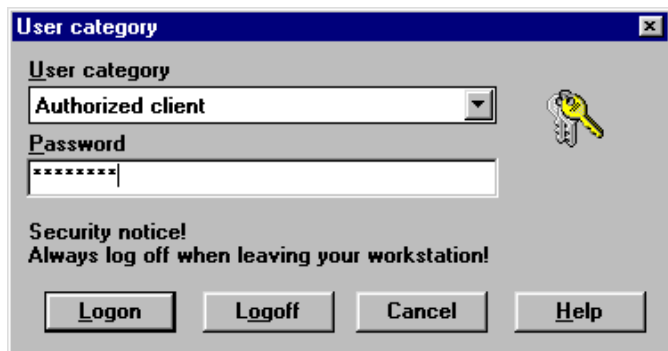 User category
User category
Authorized client
Password
********
Security notice!
Always log off when leaving your workstation!
Logon Logoff Cancel Help